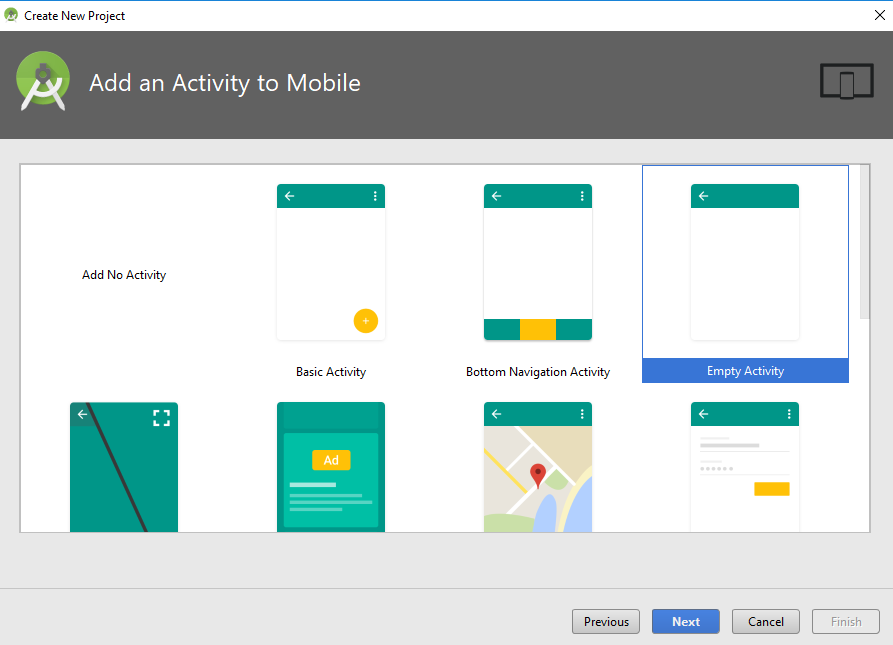 Create New Project
Add an Activity to Mobile
Add No Activity
Basic Activity
Bottom Navigation Activity
Empty Activity
Ad
Previous
Next
Cancel
Finish